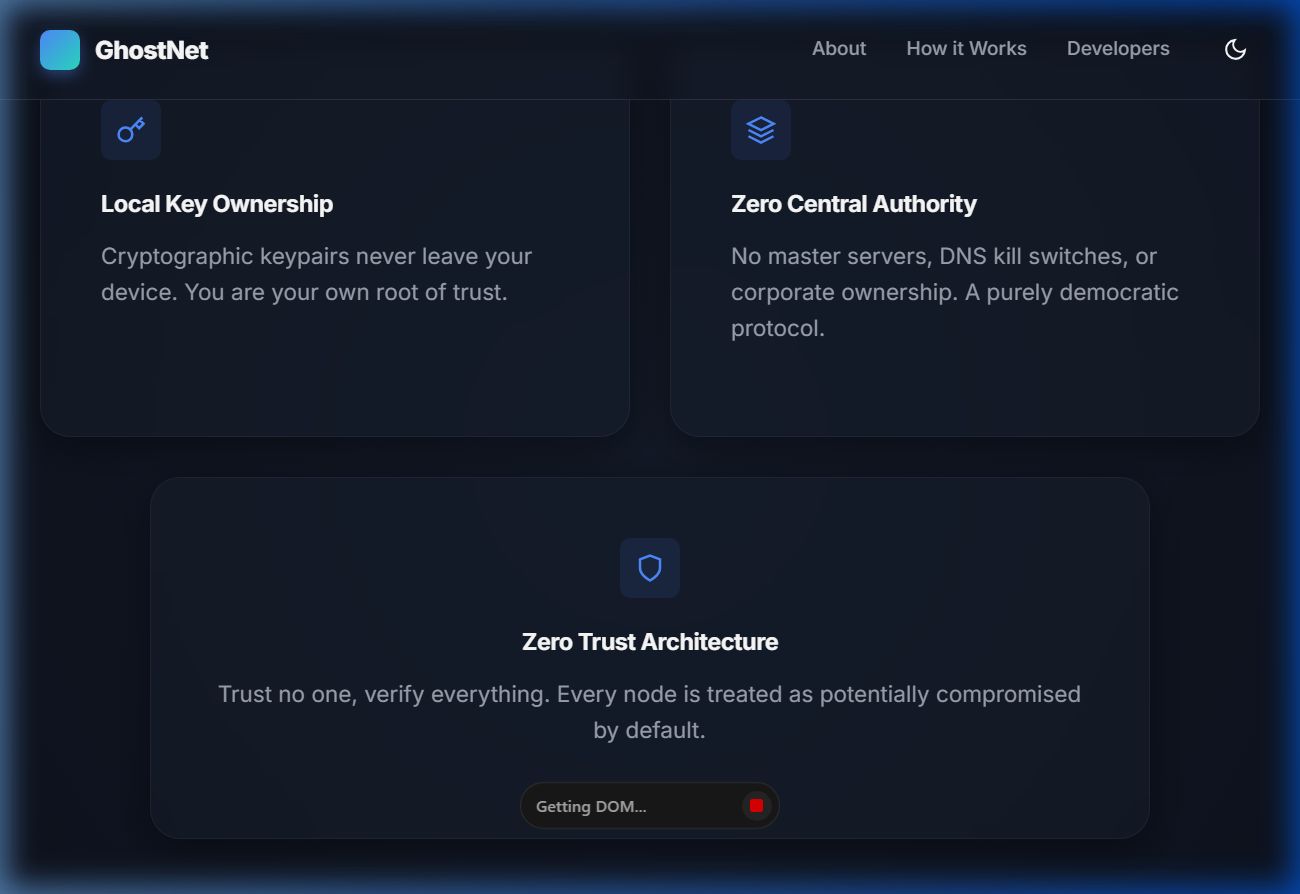 GhostNet
About
How it Works
Developers
Local Key Ownership
Cryptographic keypairs never leave your
device. You are your own root of trust.
Zero Central Authority
No master servers, DNS kill switches, or
corporate ownership. A purely democratic
protocol.
Zero Trust Architecture
Trust no one, verify everything. Every node is treated as potentially compromised
by default.
Getting DOM...